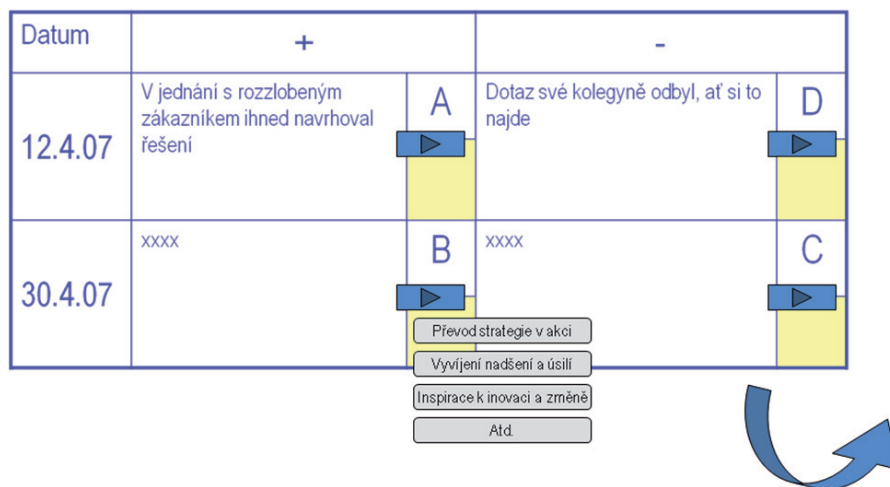 Datum + -
12.4.07
V jednání s rozzlobeným
zákazníkem ihned navrhoval
řešení
A
Dotaz své kolegyně odbyl, ať si to
najde
D
30.4.07
xxxx
B
xxxx
C
Převod strategie v akci
Vyvíjení nadšení a úsilí
Inspirace k inovaci a změně
Atd.